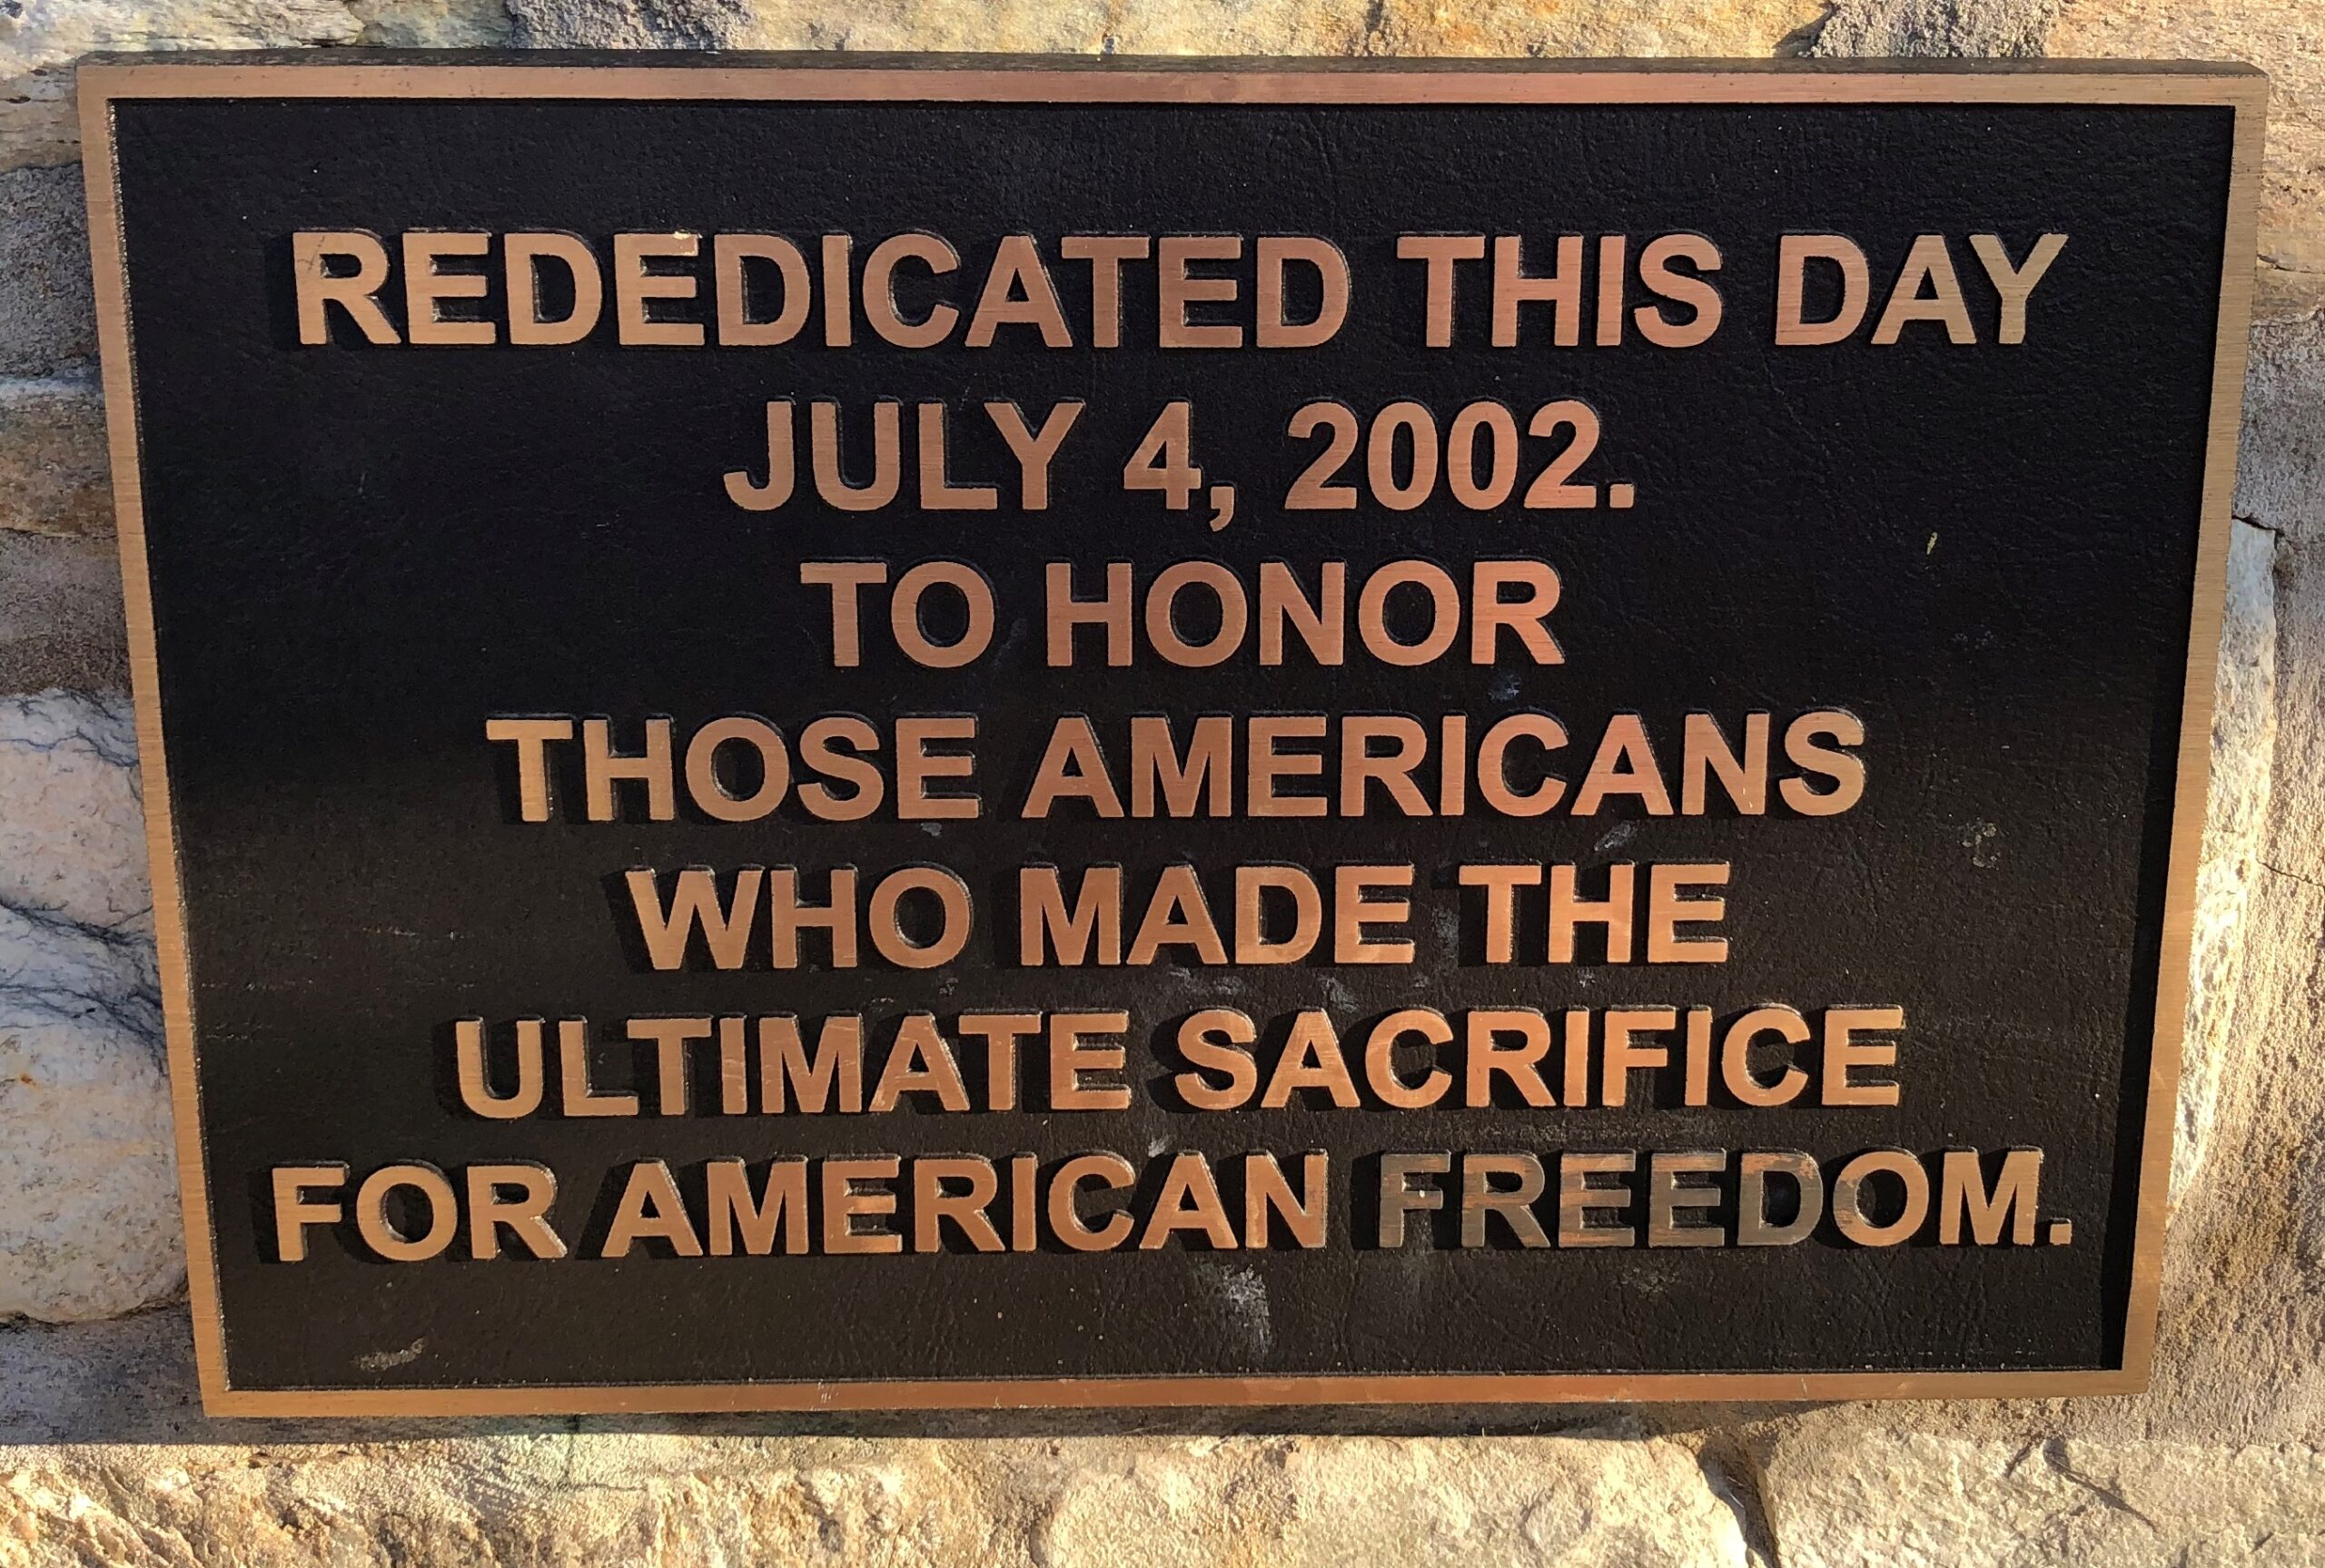 REDEDICATED THIS DAY
JULY 4, 2002.
TO HONOR
THOSE AMERICANS
WHO MADE THE
ULTIMATE SACRIFICE
FOR AMERICAN FREEDOM.